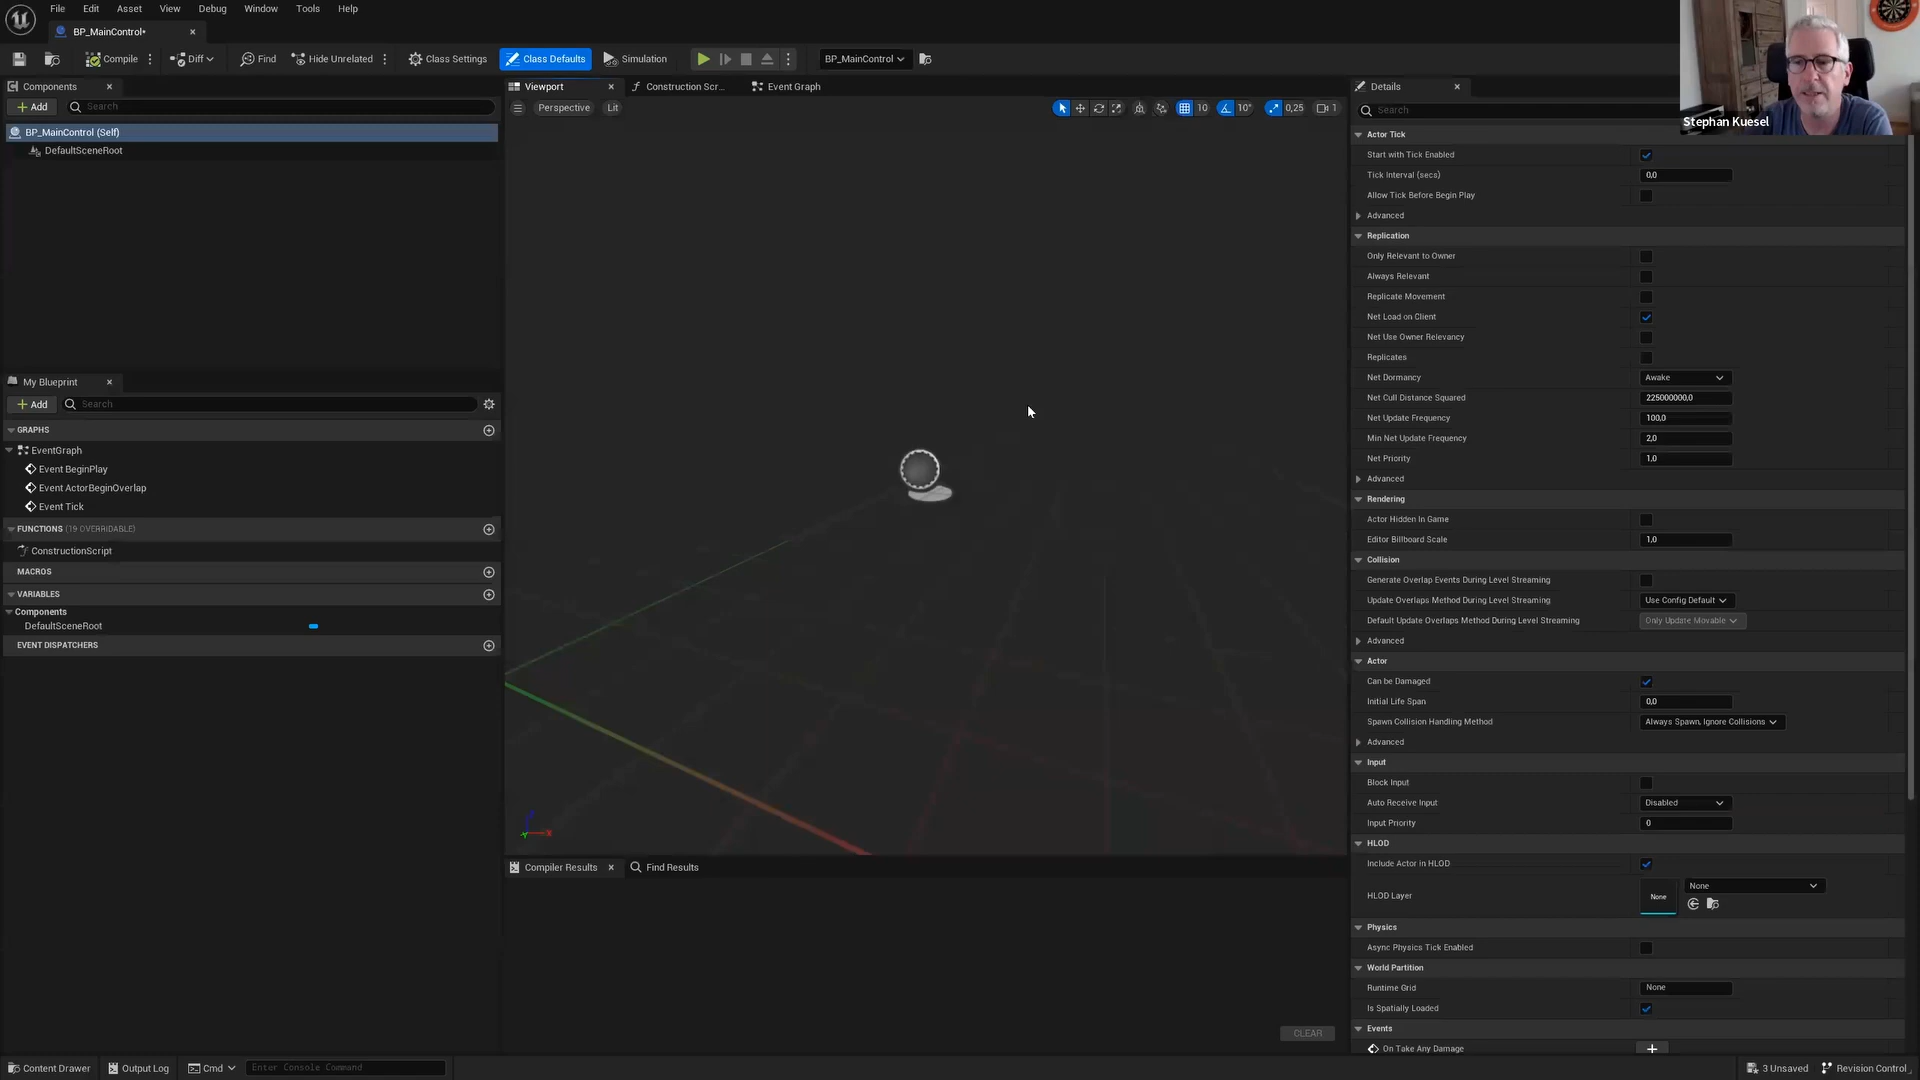 File Edit Asset View Debug Window Tools Help
BP_MainControl*
Compile Diff Find Hide Unrelated Class Settings Class Defaults Simulation BP_MainControl
Stephan Kuesel
Components
Add Search
BP_MainControl (Self)
DefaultSceneRoot
My Blueprint
Add Search
GRAPHS
EventGraph
Event BeginPlay
Event ActorBeginOverlap
Event Tick
FUNCTIONS (19 OVERRIDABLE)
ConstructionScript
MACROS
VARIABLES
Components
DefaultSceneRoot
EVENT DISPATCHERS
Viewport Construction Scr... Event Graph
Perspective Lit 10 10° 0,25 1
Compiler Results Find Results
CLEAR
Details
Search
Actor Tick
Start with Tick Enabled
Tick Interval (secs) 0,0
Allow Tick Before Begin Play
Advanced
Replication
Only Relevant to Owner
Always Relevant
Replicate Movement
Net Load on Client
Net Use Owner Relevancy
Replicates
Net Dormancy Awake
Net Cull Distance Squared 225000000,0
Net Update Frequency 100,0
Min Net Update Frequency 2,0
Net Priority 1,0
Advanced
Rendering
Actor Hidden In Game
Editor Billboard Scale 1,0
Collision
Generate Overlap Events During Level Streaming
Update Overlaps Method During Level Streaming Use Config Default
Default Update Overlaps Method During Level Streaming Only Update Movable
Advanced
Actor
Can be Damaged
Initial Life Span 0,0
Spawn Collision Handling Method Always Spawn, Ignore Collisions
Advanced
Input
Block Input
Auto Receive Input Disabled
Input Priority 0
HLOD
Include Actor in HLOD
HLOD Layer None None
Physics
Async Physics Tick Enabled
World Partition
Runtime Grid None
Is Spatially Loaded
Events
On Take Any Damage
Content Drawer Output Log Cmd Enter Console Command 3 Unsaved Revision Control